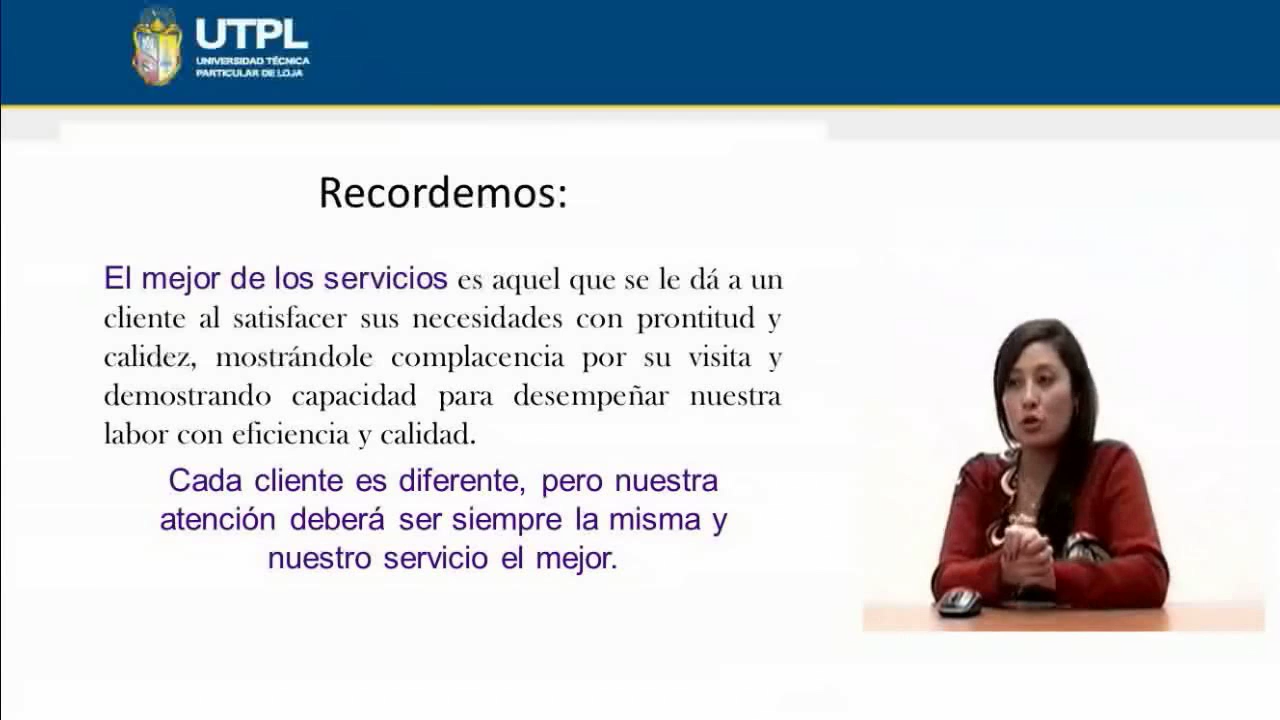 UTPL
UNIVERSIDAD TÉCNICA
PARTICULAR DE LOJA
Recordemos:
El mejor de los servicios es aquel que se le dá a un
cliente al satisfacer sus necesidades con prontitud y
calidez, mostrándole complacencia por su visita y
demostrando capacidad para desempeñar nuestra
labor con eficiencia y calidad.
Cada cliente es diferente, pero nuestra
atención deberá ser siempre la misma y
nuestro servicio el mejor.